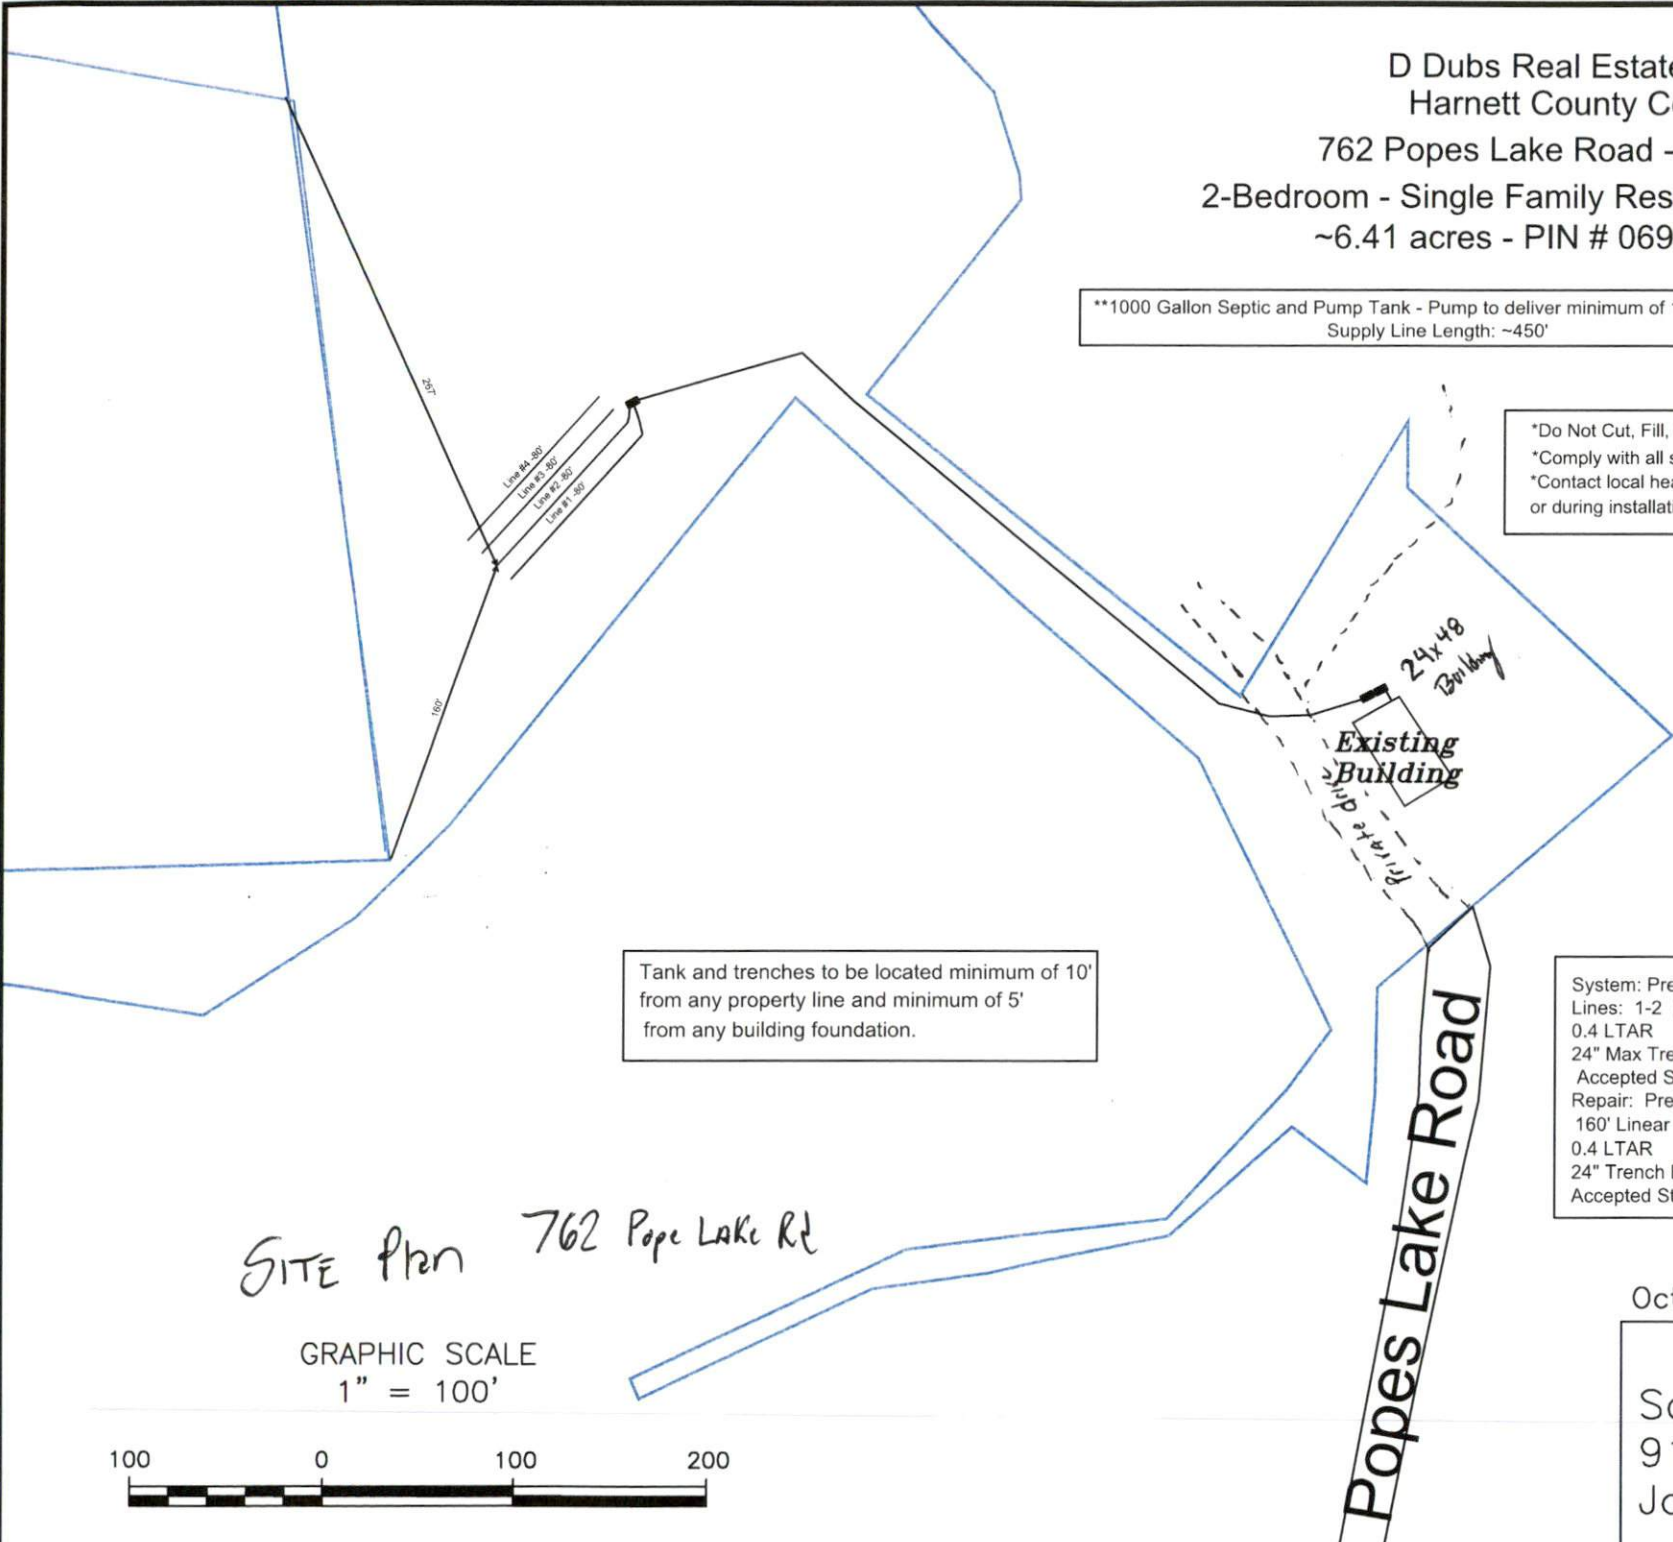 D Dubs Real Estate
Harnett County C
762 Popes Lake Road -
2-Bedroom - Single Family Res
~6.41 acres - PIN # 069
**1000 Gallon Septic and Pump Tank - Pump to deliver minimum of
Supply Line Length: ~450'
*Do Not Cut, Fill,
*Comply with all s
*Contact local hea
or during installati
267'
Line #4 -80'
Line #3 -80'
Line #2 -80'
Line #1 -80'
160'
24x48
Building
Existing
Building
Private drive
Tank and trenches to be located minimum of 10'
from any property line and minimum of 5'
from any building foundation.
System: Pre
Lines: 1-2
0.4 LTAR
24" Max Tre
Accepted S
Repair: Pre
160' Linear
0.4 LTAR
24" Trench
Accepted St
Popes Lake Road
SITE Plan 762 Pope Lake Rd
GRAPHIC SCALE
1" = 100'
100 0 100 200
Oct
So
91
Jo